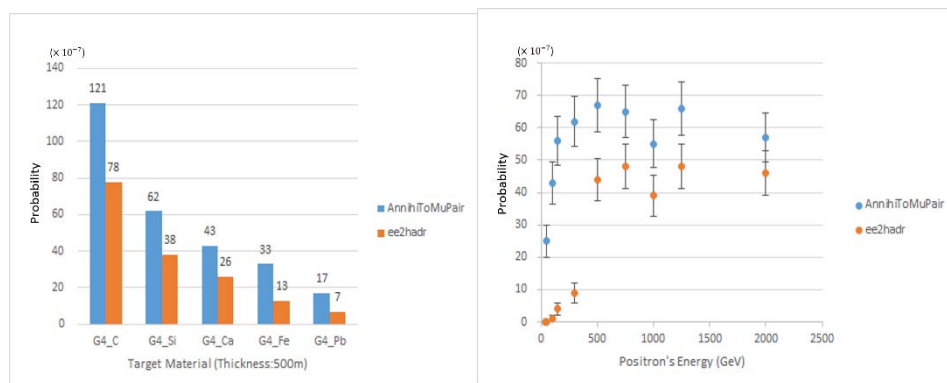 (× 10⁻⁷)
140
120
100
80
60
40
20
0
Probability
121
78
62
38
43
26
33
13
17
7
G4_C G4_Si G4_Ca G4_Fe G4_Pb
Target Material (Thickness:500m)
AnnihiToMuPair
ee2hadr
(× 10⁻⁷)
80
70
60
50
40
30
20
10
0
Probability
0 500 1000 1500 2000 2500
Positron's Energy (GeV)
AnnihiToMuPair
ee2hadr